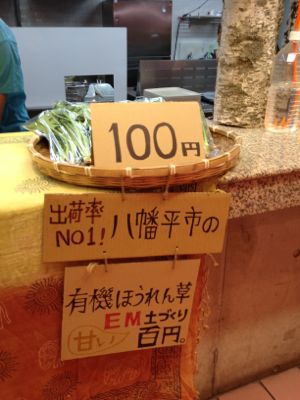 100円
出荷率
NO1! 八幡平市の
有機ほうれん草
EM土づくり
甘い 百円。